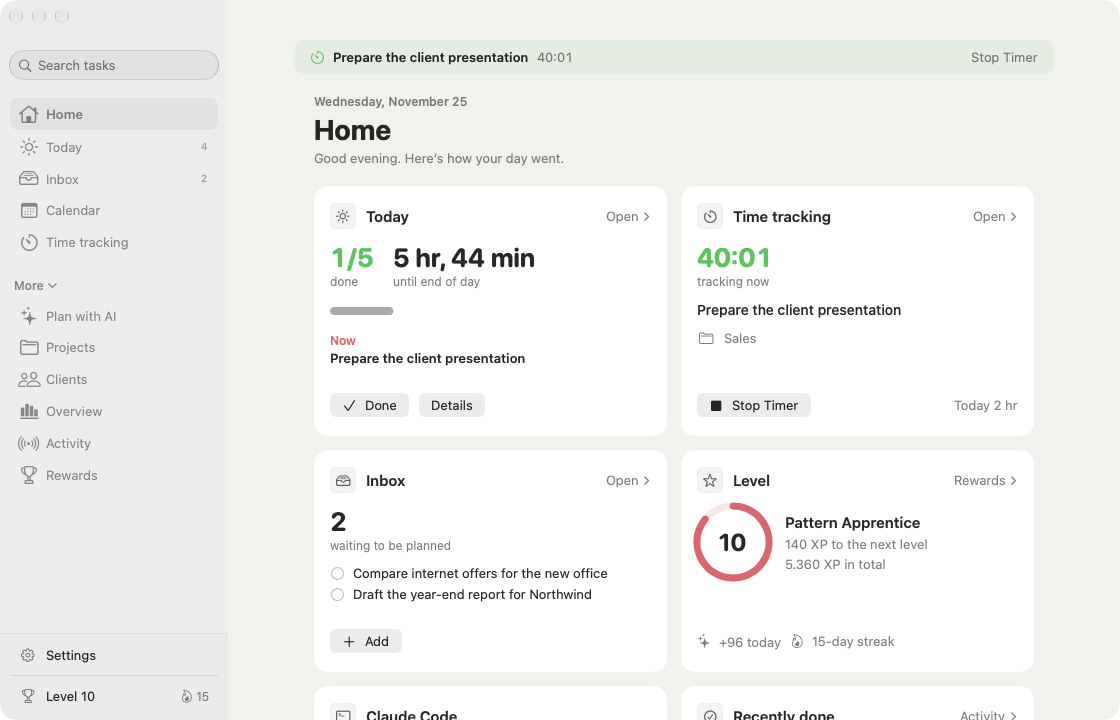 Search tasks
Home
Today 4
Inbox 2
Calendar
Time tracking
More
Plan with AI
Projects
Clients
Overview
Activity
Rewards
Settings
Level 10 15
Prepare the client presentation 40:01 Stop Timer
Wednesday, November 25
Home
Good evening. Here’s how your day went.
Today Open
1/5 5 hr, 44 min
done until end of day
Now
Prepare the client presentation
Done Details
Time tracking Open
40:01
tracking now
Prepare the client presentation
Sales
Stop Timer Today 2 hr
Inbox Open
2
waiting to be planned
Compare internet offers for the new office
Draft the year-end report for Northwind
Add
Level Rewards
10
Pattern Apprentice
140 XP to the next level
5.360 XP in total
+96 today 15-day streak
Claude Code
Recently done Activity